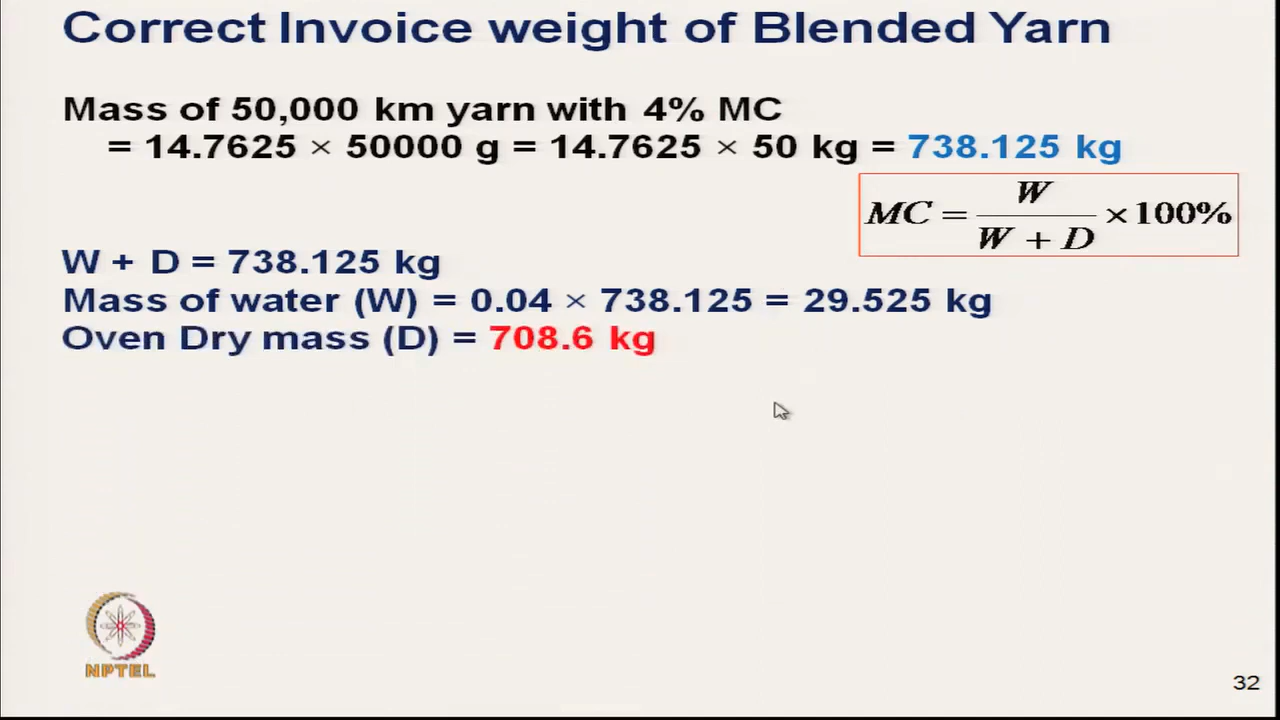 Correct Invoice weight of Blended Yarn
Mass of 50,000 km yarn with 4% MC
= 14.7625 × 50000 g = 14.7625 × 50 kg = 738.125 kg
MC = W / W + D × 100%
W + D = 738.125 kg
Mass of water (W) = 0.04 × 738.125 = 29.525 kg
Oven Dry mass (D) = 708.6 kg
NPTEL
32